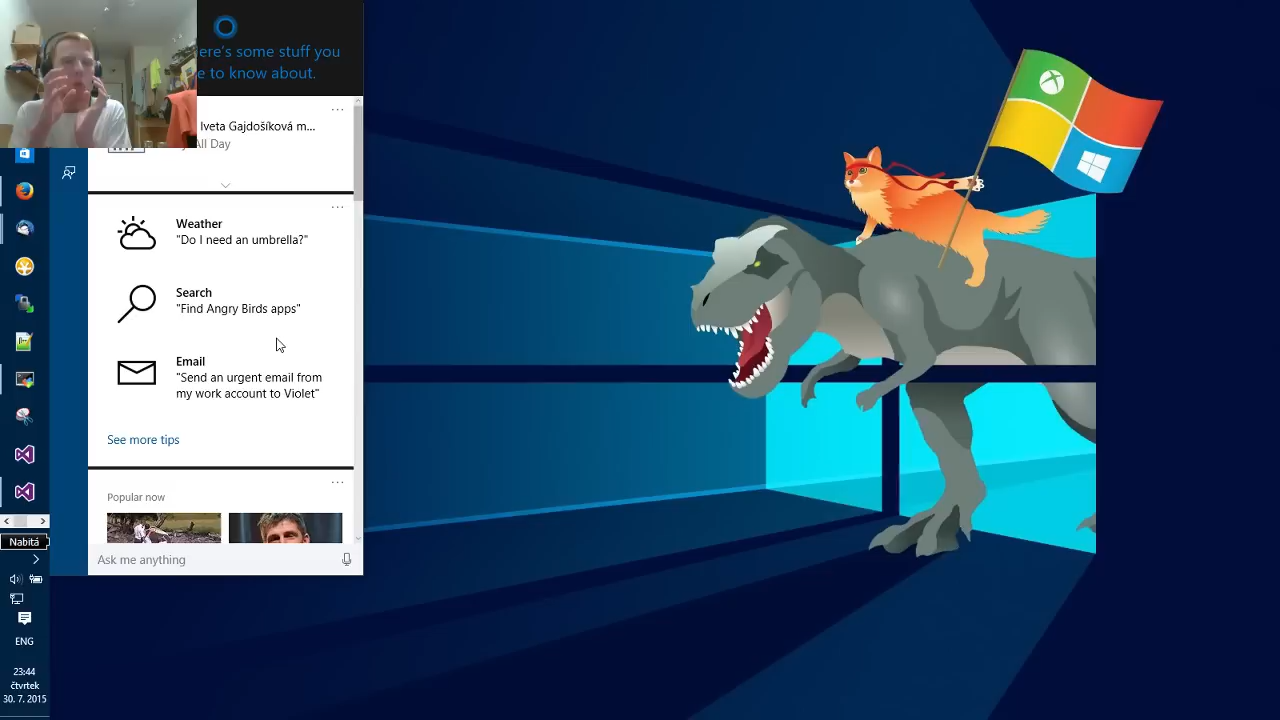 ere's some stuff you
e to know about.
Iveta Gajdošíková m...
All Day
Weather
"Do I need an umbrella?"
Search
"Find Angry Birds apps"
Email
"Send an urgent email from
my work account to Violet"
See more tips
Popular now
Ask me anything
Nabitá
ENG
23:44
čtvrtek
30. 7. 2015